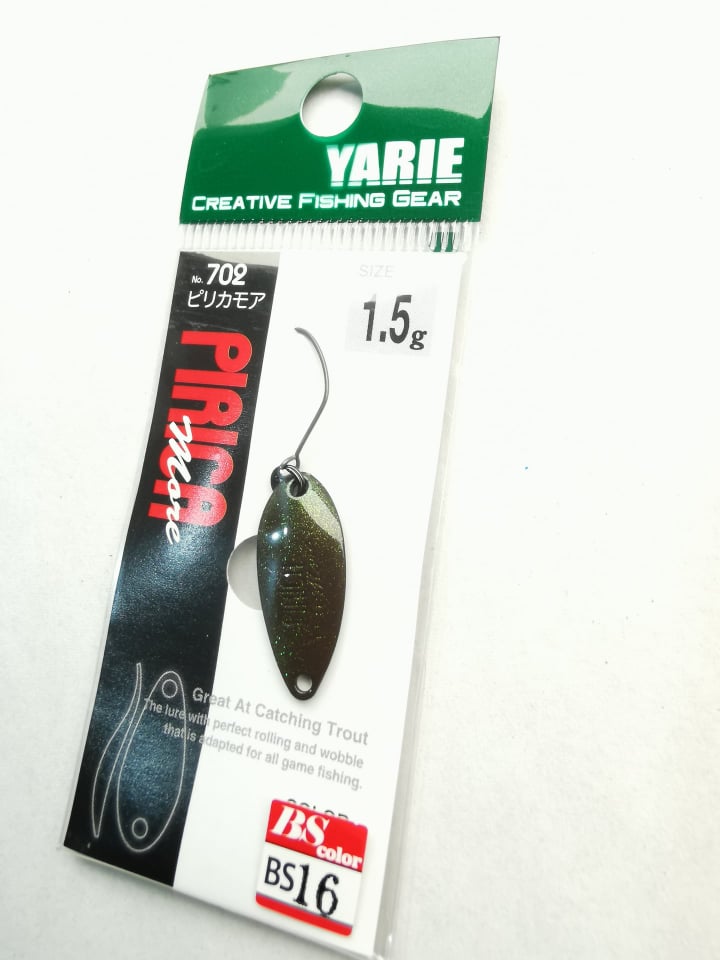 YARIE
CREATIVE FISHING GEAR
No. 702
ピリカモア
SIZE
1.5g
PIRICA
More
Great At Catching Trout
The lure with perfect rolling and wobble
that is adapted for all game fishing.
BS
color
BS16